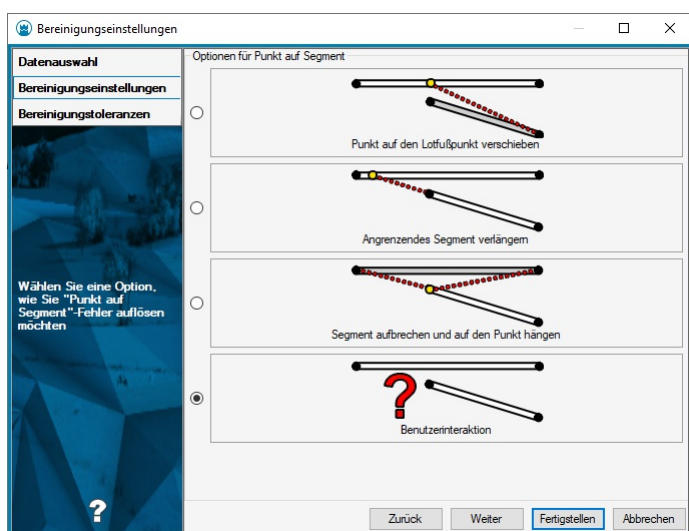 Bereinigungseinstellungen
Datenauswahl
Bereinigungseinstellungen
Bereinigungstoleranzen
Wählen Sie eine Option,
wie Sie "Punkt auf
Segment"-Fehler auflösen
möchten
?
Optionen für Punkt auf Segment
Punkt auf den Lotfußpunkt verschieben
Angrenzendes Segment verlängern
Segment aufbrechen und auf den Punkt hängen
?
Benutzerinteraktion
Zurück Weiter Fertigstellen Abbrechen